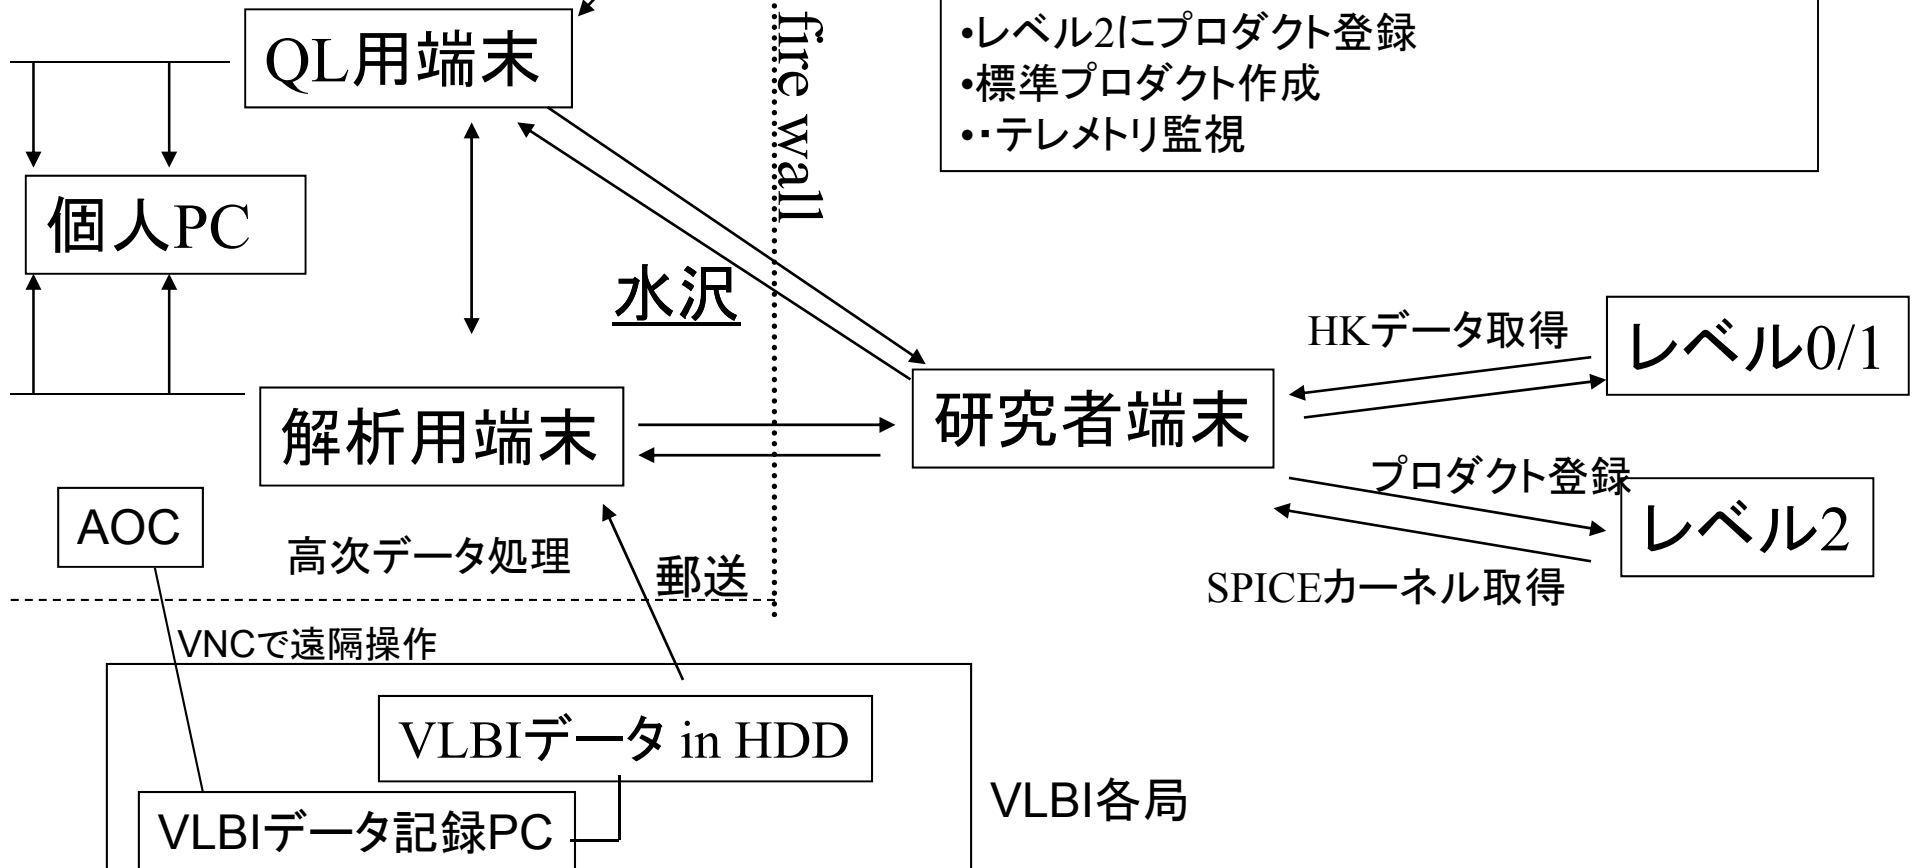 QL用端末
fire wall
•レベル2にプロダクト登録
•標準プロダクト作成
•・テレメトリ監視
個人PC
水沢
HKデータ取得
レベル0/1
解析用端末
研究者端末
プロダクト登録
レベル2
AOC
高次データ処理
郵送
SPICEカーネル取得
VNCで遠隔操作
VLBIデータ in HDD
VLBI各局
VLBIデータ記録PC